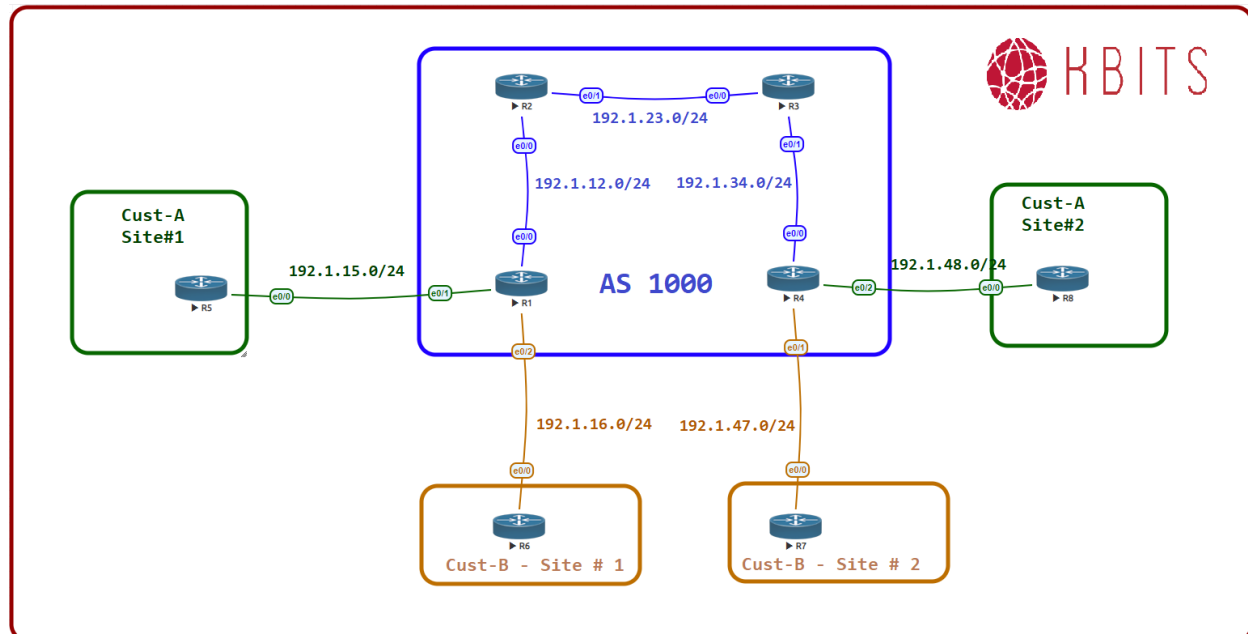 KBITS
R2
e0/1
e0/0
R3
192.1.23.0/24
e0/0
e0/1
192.1.12.0/24
192.1.34.0/24
Cust-A
Site#1
Cust-A
Site#2
e0/0
e0/0
192.1.15.0/24
192.1.48.0/24
e0/0
e0/1
R5
R1
AS 1000
R4
e0/2
e0/0
R8
e0/2
e0/1
192.1.16.0/24
192.1.47.0/24
e0/0
e0/0
R6
R7
Cust-B - Site # 1
Cust-B - Site # 2